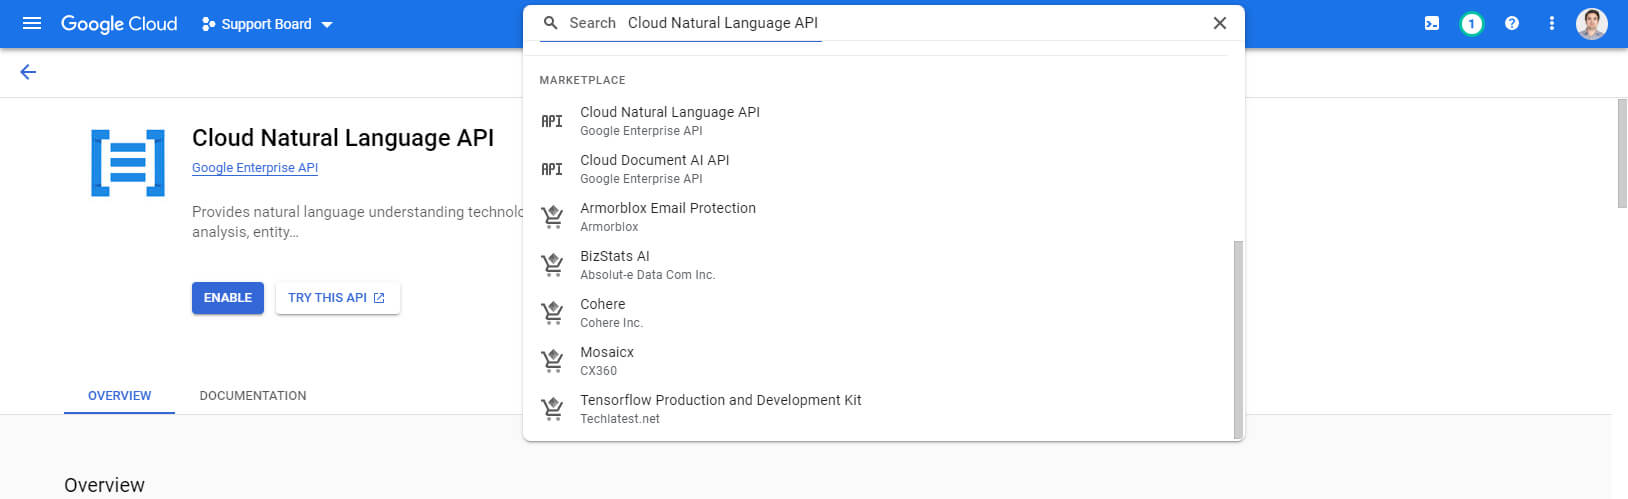 Google Cloud
Support Board
Search Cloud Natural Language API
1
MARKETPLACE
Cloud Natural Language API
Google Enterprise API
Cloud Document AI API
Google Enterprise API
Armorblox Email Protection
Armorblox
BizStats AI
Absolut-e Data Com Inc.
Cohere
Cohere Inc.
Mosaicx
CX360
Tensorflow Production and Development Kit
Techlatest.net
API
API
Cloud Natural Language API
Google Enterprise API
Provides natural language understanding technolo
analysis, entity...
ENABLE
TRY THIS API
OVERVIEW
DOCUMENTATION
Overview